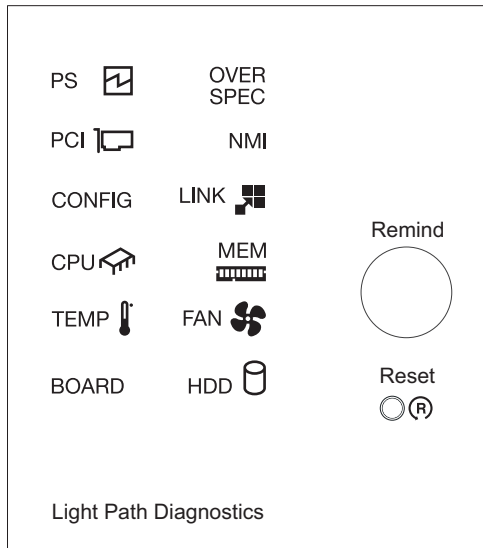 PS
OVER
SPEC
PCI
NMI
CONFIG
LINK
CPU
MEM
TEMP
FAN
BOARD
HDD
Remind
Reset
R
Light Path Diagnostics